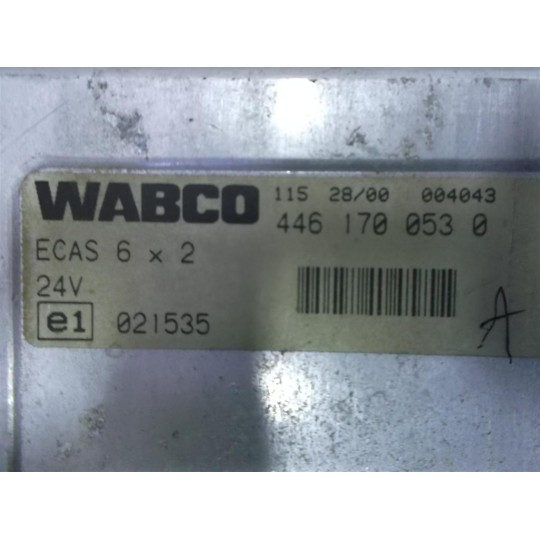 WABCO 115 28/00 004043
446 170 053 0
ECAS 6 x 2
24V
e1 021535
A